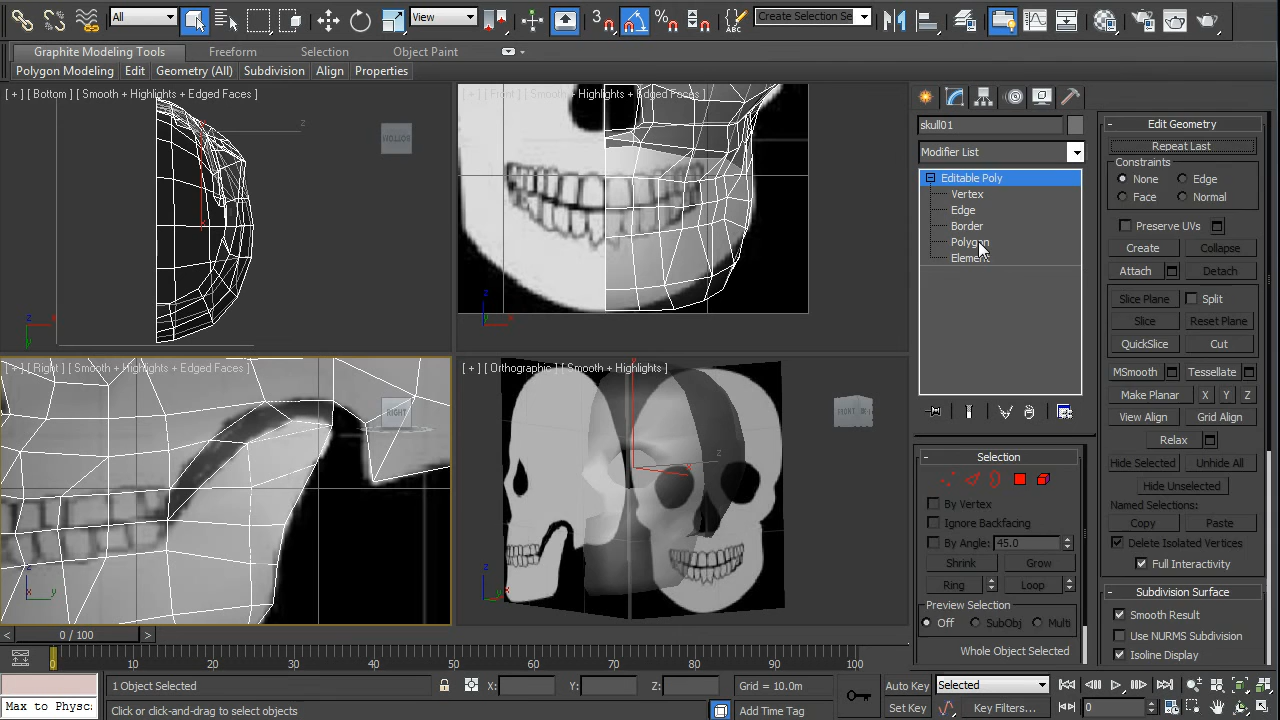 All
View
3
Create Selection Se
ABC
Graphite Modeling Tools Freeform Selection Object Paint
Polygon Modeling Edit Geometry (All) Subdivision Align Properties
[ + ] [ Bottom ] [ Smooth + Highlights + Edged Faces ]
[ + ] [ Front ] [ Smooth + Highlights + Edged Faces ]
z
BOTTOM
x
z x
y
z
x
[ + ] [ Right ] [ Smooth + Highlights + Edged Faces ]
[ + ] [ Orthographic ] [ Smooth + Highlights ]
RIGHT
z
y
z
x
y
skull01
Modifier List
Editable Poly
Vertex
Edge
Border
Polygon
Element
- Selection
By Vertex
Ignore Backfacing
By Angle: 45.0
Shrink Grow
Ring Loop
Preview Selection
Off SubObj Multi
Whole Object Selected
- Edit Geometry
Repeat Last
Constraints
None Edge
Face Normal
Preserve UVs
Create Collapse
Attach Detach
Slice Plane Split
Slice Reset Plane
QuickSlice Cut
MSmooth Tessellate
Make Planar X Y Z
View Align Grid Align
Relax
Hide Selected Unhide All
Hide Unselected
Named Selections:
Copy Paste
Delete Isolated Vertices
Full Interactivity
- Subdivision Surface
Smooth Result
Use NURMS Subdivision
Isoline Display
< 0 / 100 >
0 10 20 30 40 50 60 70 80 90 100
1 Object Selected X: Y: Z: Grid = 10.0m Auto Key Selected
Max to Physc Click or click-and-drag to select objects Add Time Tag Set Key Key Filters... 0